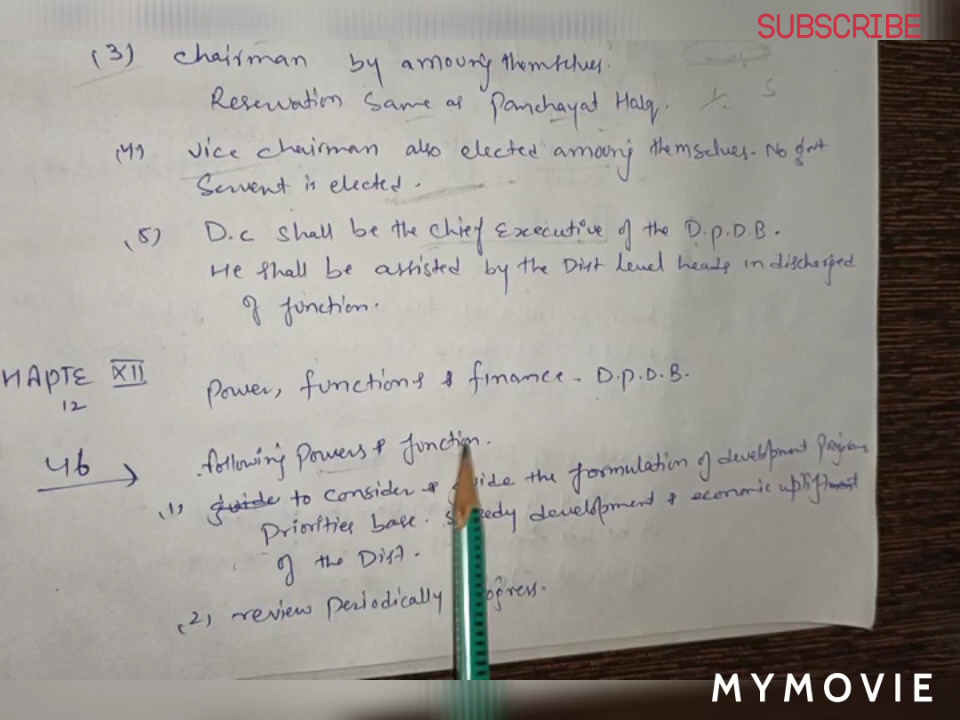 SUBSCRIBE
(3) Chairman by amoung themselves.
Reservation Same as Panchayat Halq.
(4) Vice chairman also elected among themselves. No govt
Servent is elected.
(5) D.C shall be the chief Executive of the D.P.D.B.
He shall be assisted by the Dist level heads in discharged
of function.
HAPTE XII
12
Power, functions & finance - D.P.D.B.
46 following Powers & function.
(1) guide to consider & guide the formulation of development Program
Priorities base. speedy development & economic upliftment
of the Dist.
(2) review Periodically progress.
MYMOVIE